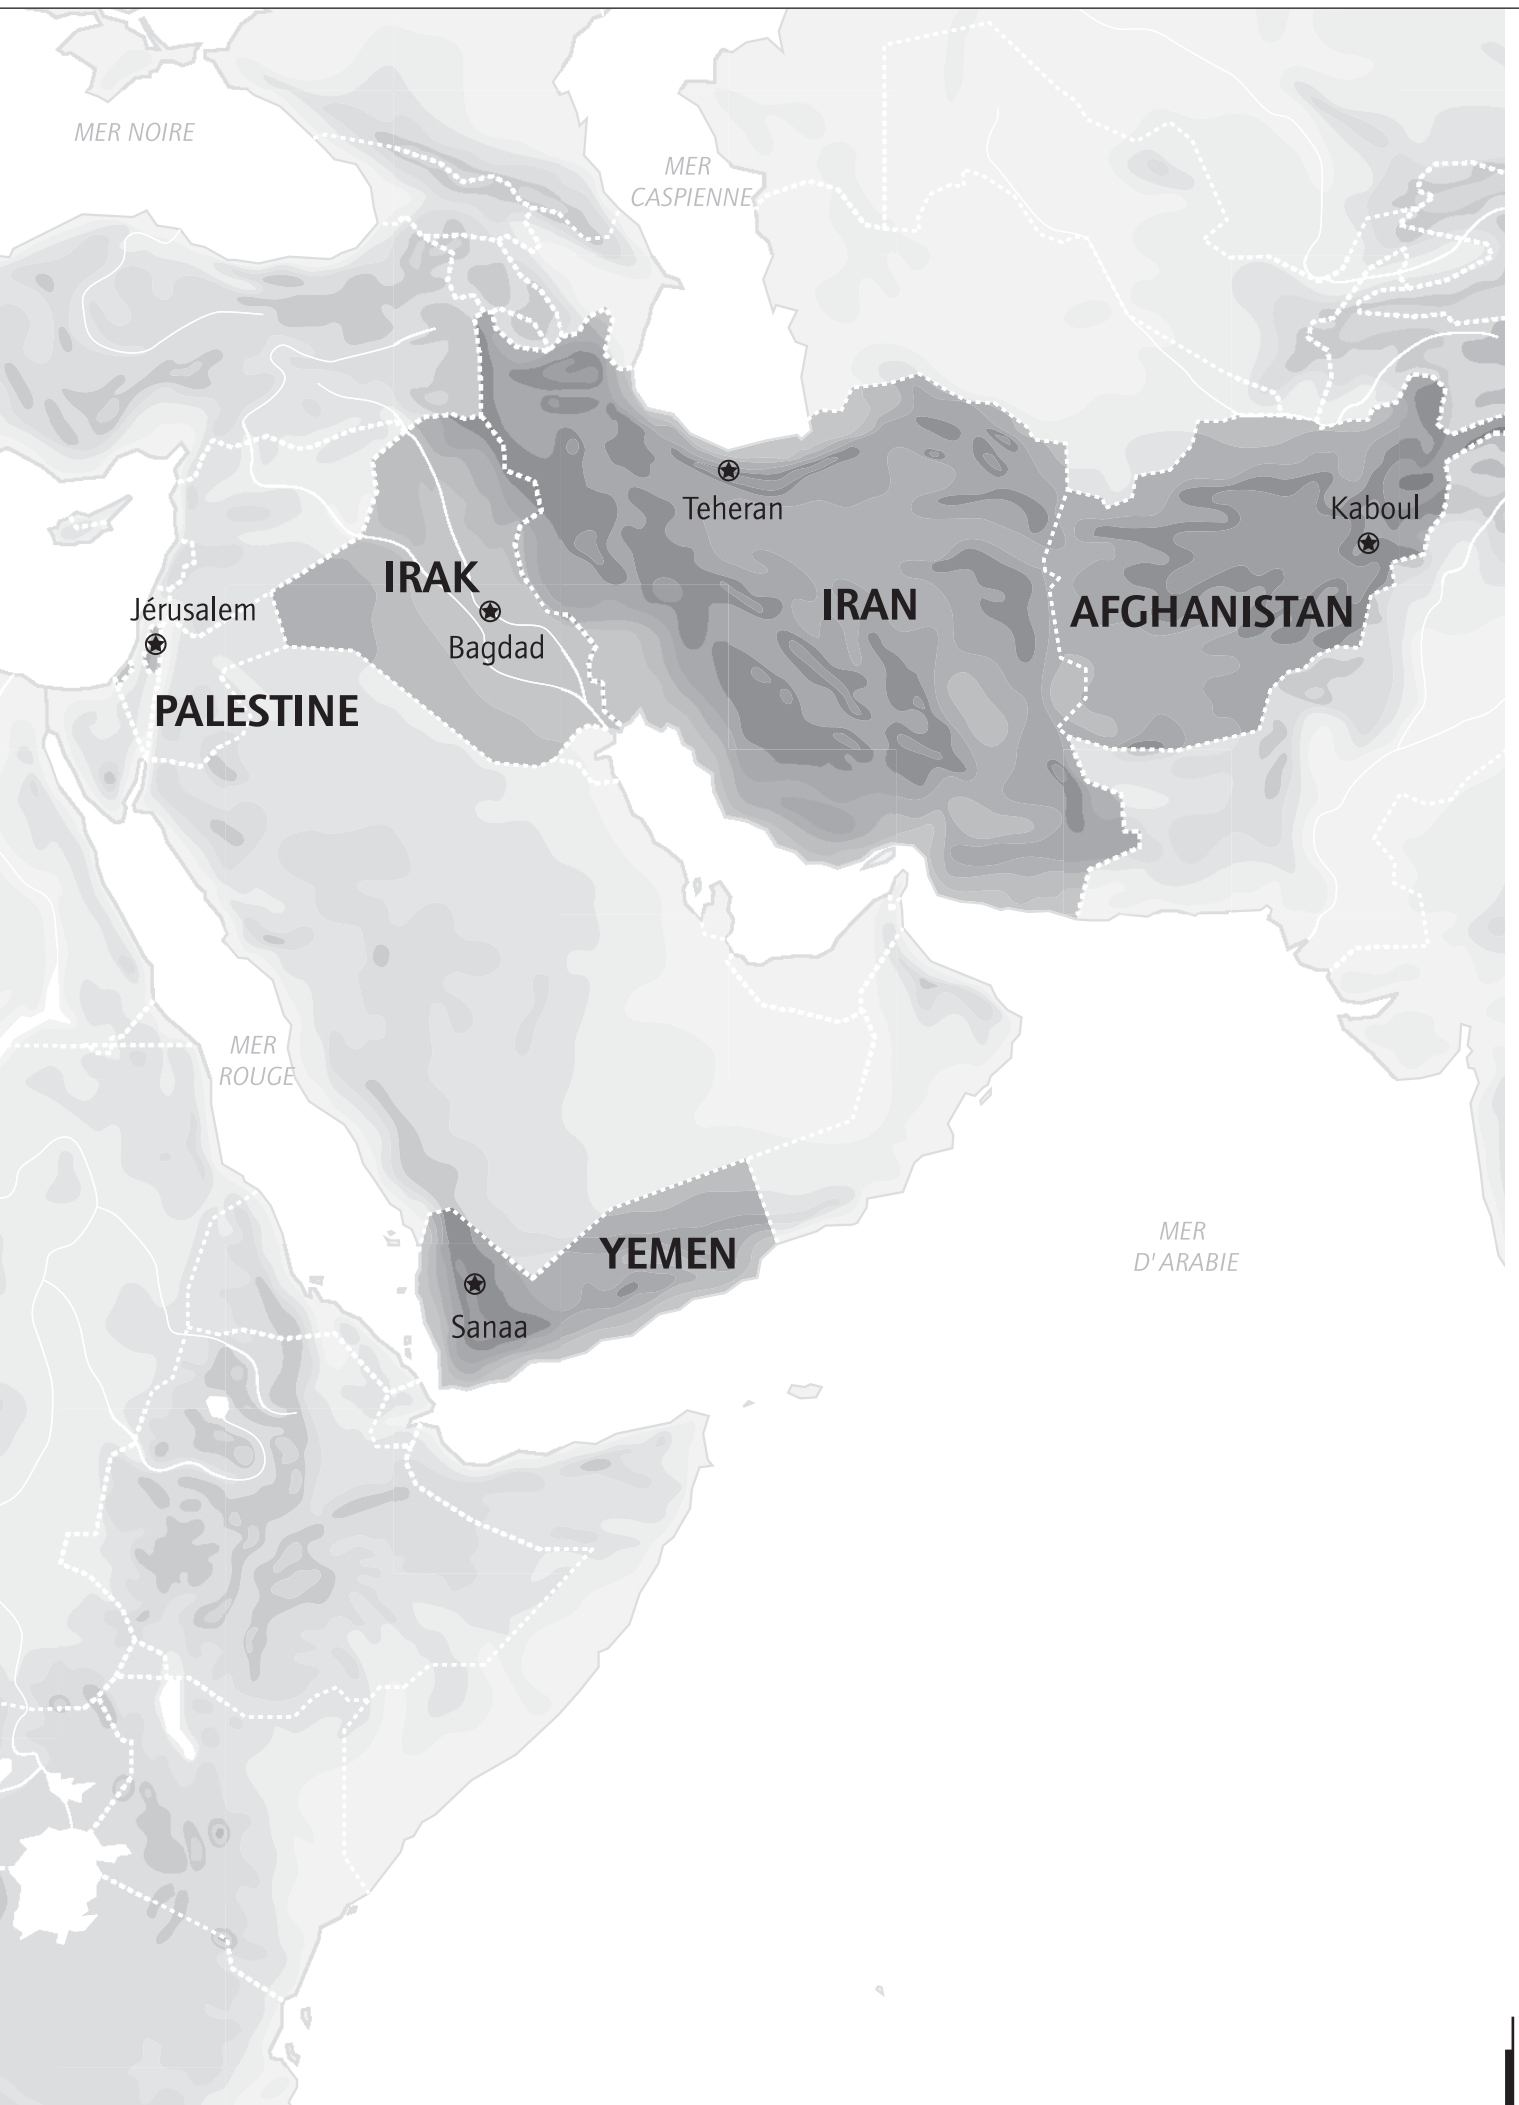 MER NOIRE
MER
CASPIENNE
Teheran
Kaboul
IRAK
IRAN
AFGHANISTAN
Jérusalem
Bagdad
PALESTINE
MER
ROUGE
MER
D'ARABIE
YEMEN
Sanaa